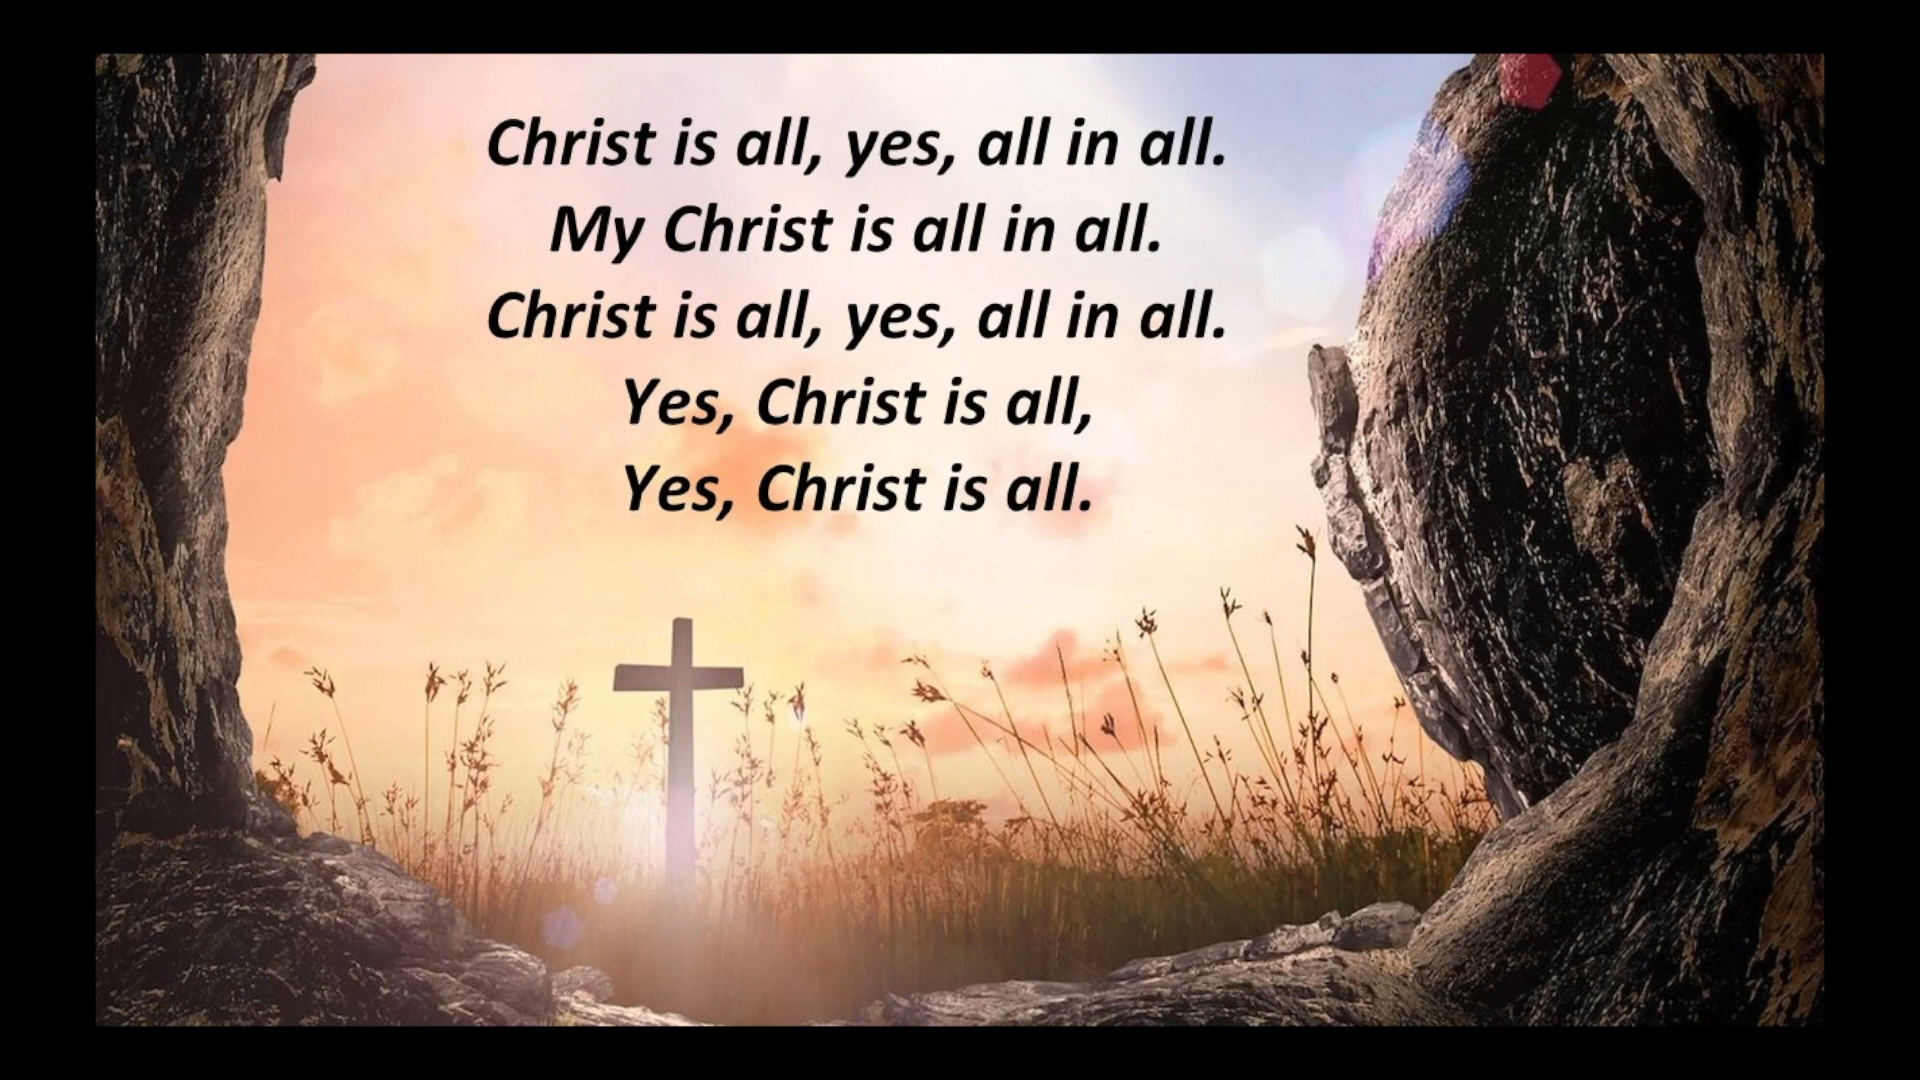 Christ is all, yes, all in all.
My Christ is all in all.
Christ is all, yes, all in all.
Yes, Christ is all,
Yes, Christ is all.